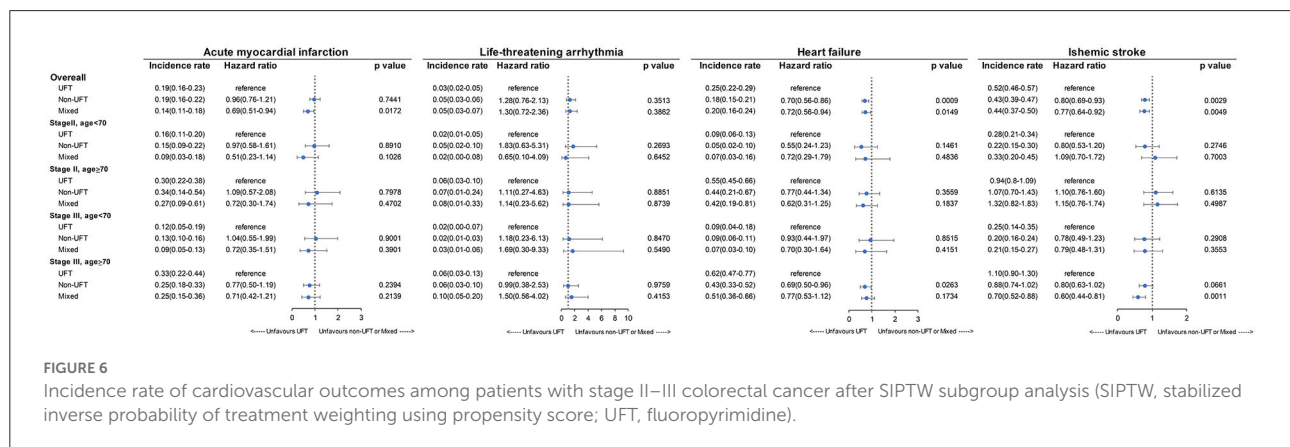 Acute myocardial infarction Life-threatening arrhythmia Heart failure Ishemic stroke
Incidence rate Hazard ratio p value Incidence rate Hazard ratio p value Incidence rate Hazard ratio p value Incidence rate Hazard ratio p value
Övereall
UFT 0.19(0.16-0.23) reference 0.03(0.02-0.05) reference 0.25(0.22-0.29) reference 0.52(0.46-0.57) reference
Non-UFT 0.19(0.16-0.22) 0.96(0.76-1.21) 0.7441 0.05(0.03-0.06) 1.28(0.76-2.13) 0.3513 0.18(0.15-0.21) 0.70(0.56-0.86) 0.0009 0.43(0.39-0.47) 0.80(0.69-0.93) 0.0029
Mixed 0.14(0.11-0.18) 0.69(0.51-0.94) 0.0172 0.05(0.03-0.07) 1.30(0.72-2.36) 0.3862 0.20(0.16-0.24) 0.72(0.56-0.94) 0.0149 0.44(0.37-0.50) 0.77(0.64-0.92) 0.0049
StageII, age<70
UFT 0.16(0.11-0.20) reference 0.02(0.01-0.05) reference 0.09(0.06-0.13) reference 0.28(0.21-0.34) reference
Non-UFT 0.15(0.09-0.22) 0.97(0.58-1.61) 0.8910 0.05(0.02-0.10) 1.83(0.63-5.31) 0.2693 0.05(0.02-0.10) 0.55(0.24-1.23) 0.1461 0.22(0.15-0.30) 0.80(0.53-1.20) 0.2746
Mixed 0.09(0.03-0.18) 0.51(0.23-1.14) 0.1026 0.02(0.00-0.08) 0.65(0.10-4.09) 0.6452 0.07(0.03-0.16) 0.72(0.29-1.79) 0.4836 0.33(0.20-0.45) 1.09(0.70-1.72) 0.7003
Stage II, age≥70
UFT 0.30(0.22-0.38) reference 0.06(0.03-0.10) reference 0.55(0.45-0.66) reference 0.94(0.8-1.09) reference
Non-UFT 0.34(0.14-0.54) 1.09(0.57-2.08) 0.7978 0.07(0.01-0.24) 1.11(0.27-4.63) 0.8851 0.44(0.21-0.67) 0.77(0.44-1.34) 0.3559 1.07(0.70-1.43) 1.10(0.76-1.60) 0.6135
Mixed 0.27(0.09-0.61) 0.72(0.30-1.74) 0.4702 0.08(0.01-0.33) 1.14(0.23-5.62) 0.8739 0.42(0.19-0.81) 0.62(0.31-1.25) 0.1837 1.32(0.82-1.83) 1.15(0.76-1.74) 0.4987
Stage III, age<70
UFT 0.12(0.05-0.19) reference 0.02(0.00-0.07) reference 0.09(0.04-0.18) reference 0.25(0.14-0.35) reference
Non-UFT 0.13(0.10-0.16) 1.04(0.55-1.99) 0.9001 0.02(0.01-0.03) 1.18(0.23-6.13) 0.8470 0.09(0.06-0.11) 0.93(0.44-1.97) 0.8515 0.20(0.16-0.24) 0.78(0.49-1.23) 0.2908
Mixed 0.09(0.05-0.13) 0.72(0.35-1.51) 0.3901 0.03(0.01-0.06) 1.69(0.30-9.33) 0.5490 0.07(0.03-0.10) 0.70(0.30-1.64) 0.4151 0.21(0.15-0.27) 0.79(0.48-1.31) 0.3553
Stage III, age≥70
UFT 0.33(0.22-0.44) reference 0.06(0.03-0.13) reference 0.62(0.47-0.77) reference 1.10(0.90-1.30) reference
Non-UFT 0.25(0.18-0.33) 0.77(0.50-1.19) 0.2394 0.06(0.03-0.10) 0.99(0.38-2.53) 0.9759 0.43(0.33-0.52) 0.69(0.50-0.96) 0.0263 0.88(0.74-1.02) 0.80(0.63-1.02) 0.0661
Mixed 0.25(0.15-0.36) 0.71(0.42-1.21) 0.2139 0.10(0.05-0.20) 1.50(0.56-4.02) 0.4153 0.51(0.36-0.66) 0.77(0.53-1.12) 0.1734 0.70(0.52-0.88) 0.60(0.44-0.81) 0.0011
0 1 2 3 0 2 4 6 8 10 0 1 2 3 0 1 2
<----- Unfavours UFT Unfavours non-UFT or Mixed -----> <----- Unfavours UFT Unfavours non-UFT or Mixed -----> <----- Unfavours UFT Unfavours non-UFT or Mixed -----> <----- Unfavours UFT Unfavours non-UFT or Mixed ----->
FIGURE 6
Incidence rate of cardiovascular outcomes among patients with stage II–III colorectal cancer after SIPTW subgroup analysis (SIPTW, stabilized
inverse probability of treatment weighting using propensity score; UFT, fluoropyrimidine).